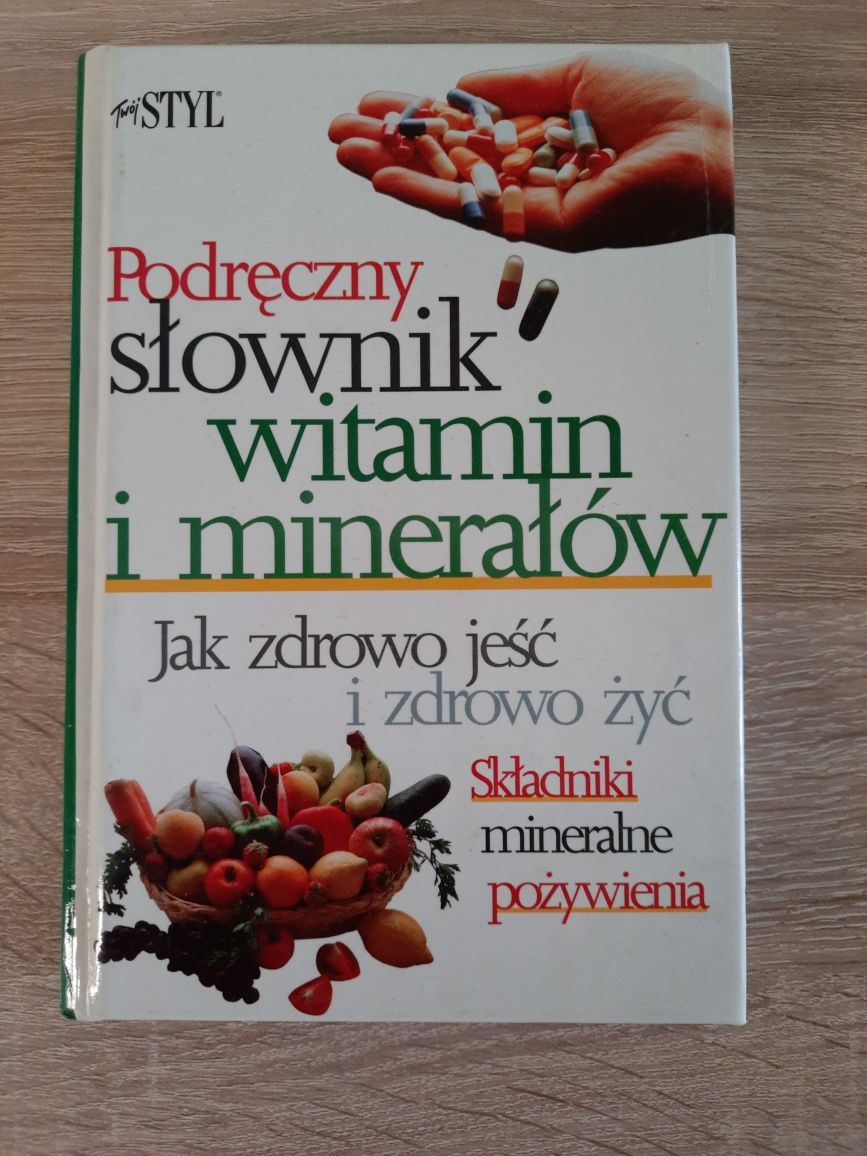 Twój STYL®
Podręczny
słownik
witamin
i minerałów
Jak zdrowo jeść
i zdrowo żyć
Składniki
mineralne
pożywienia